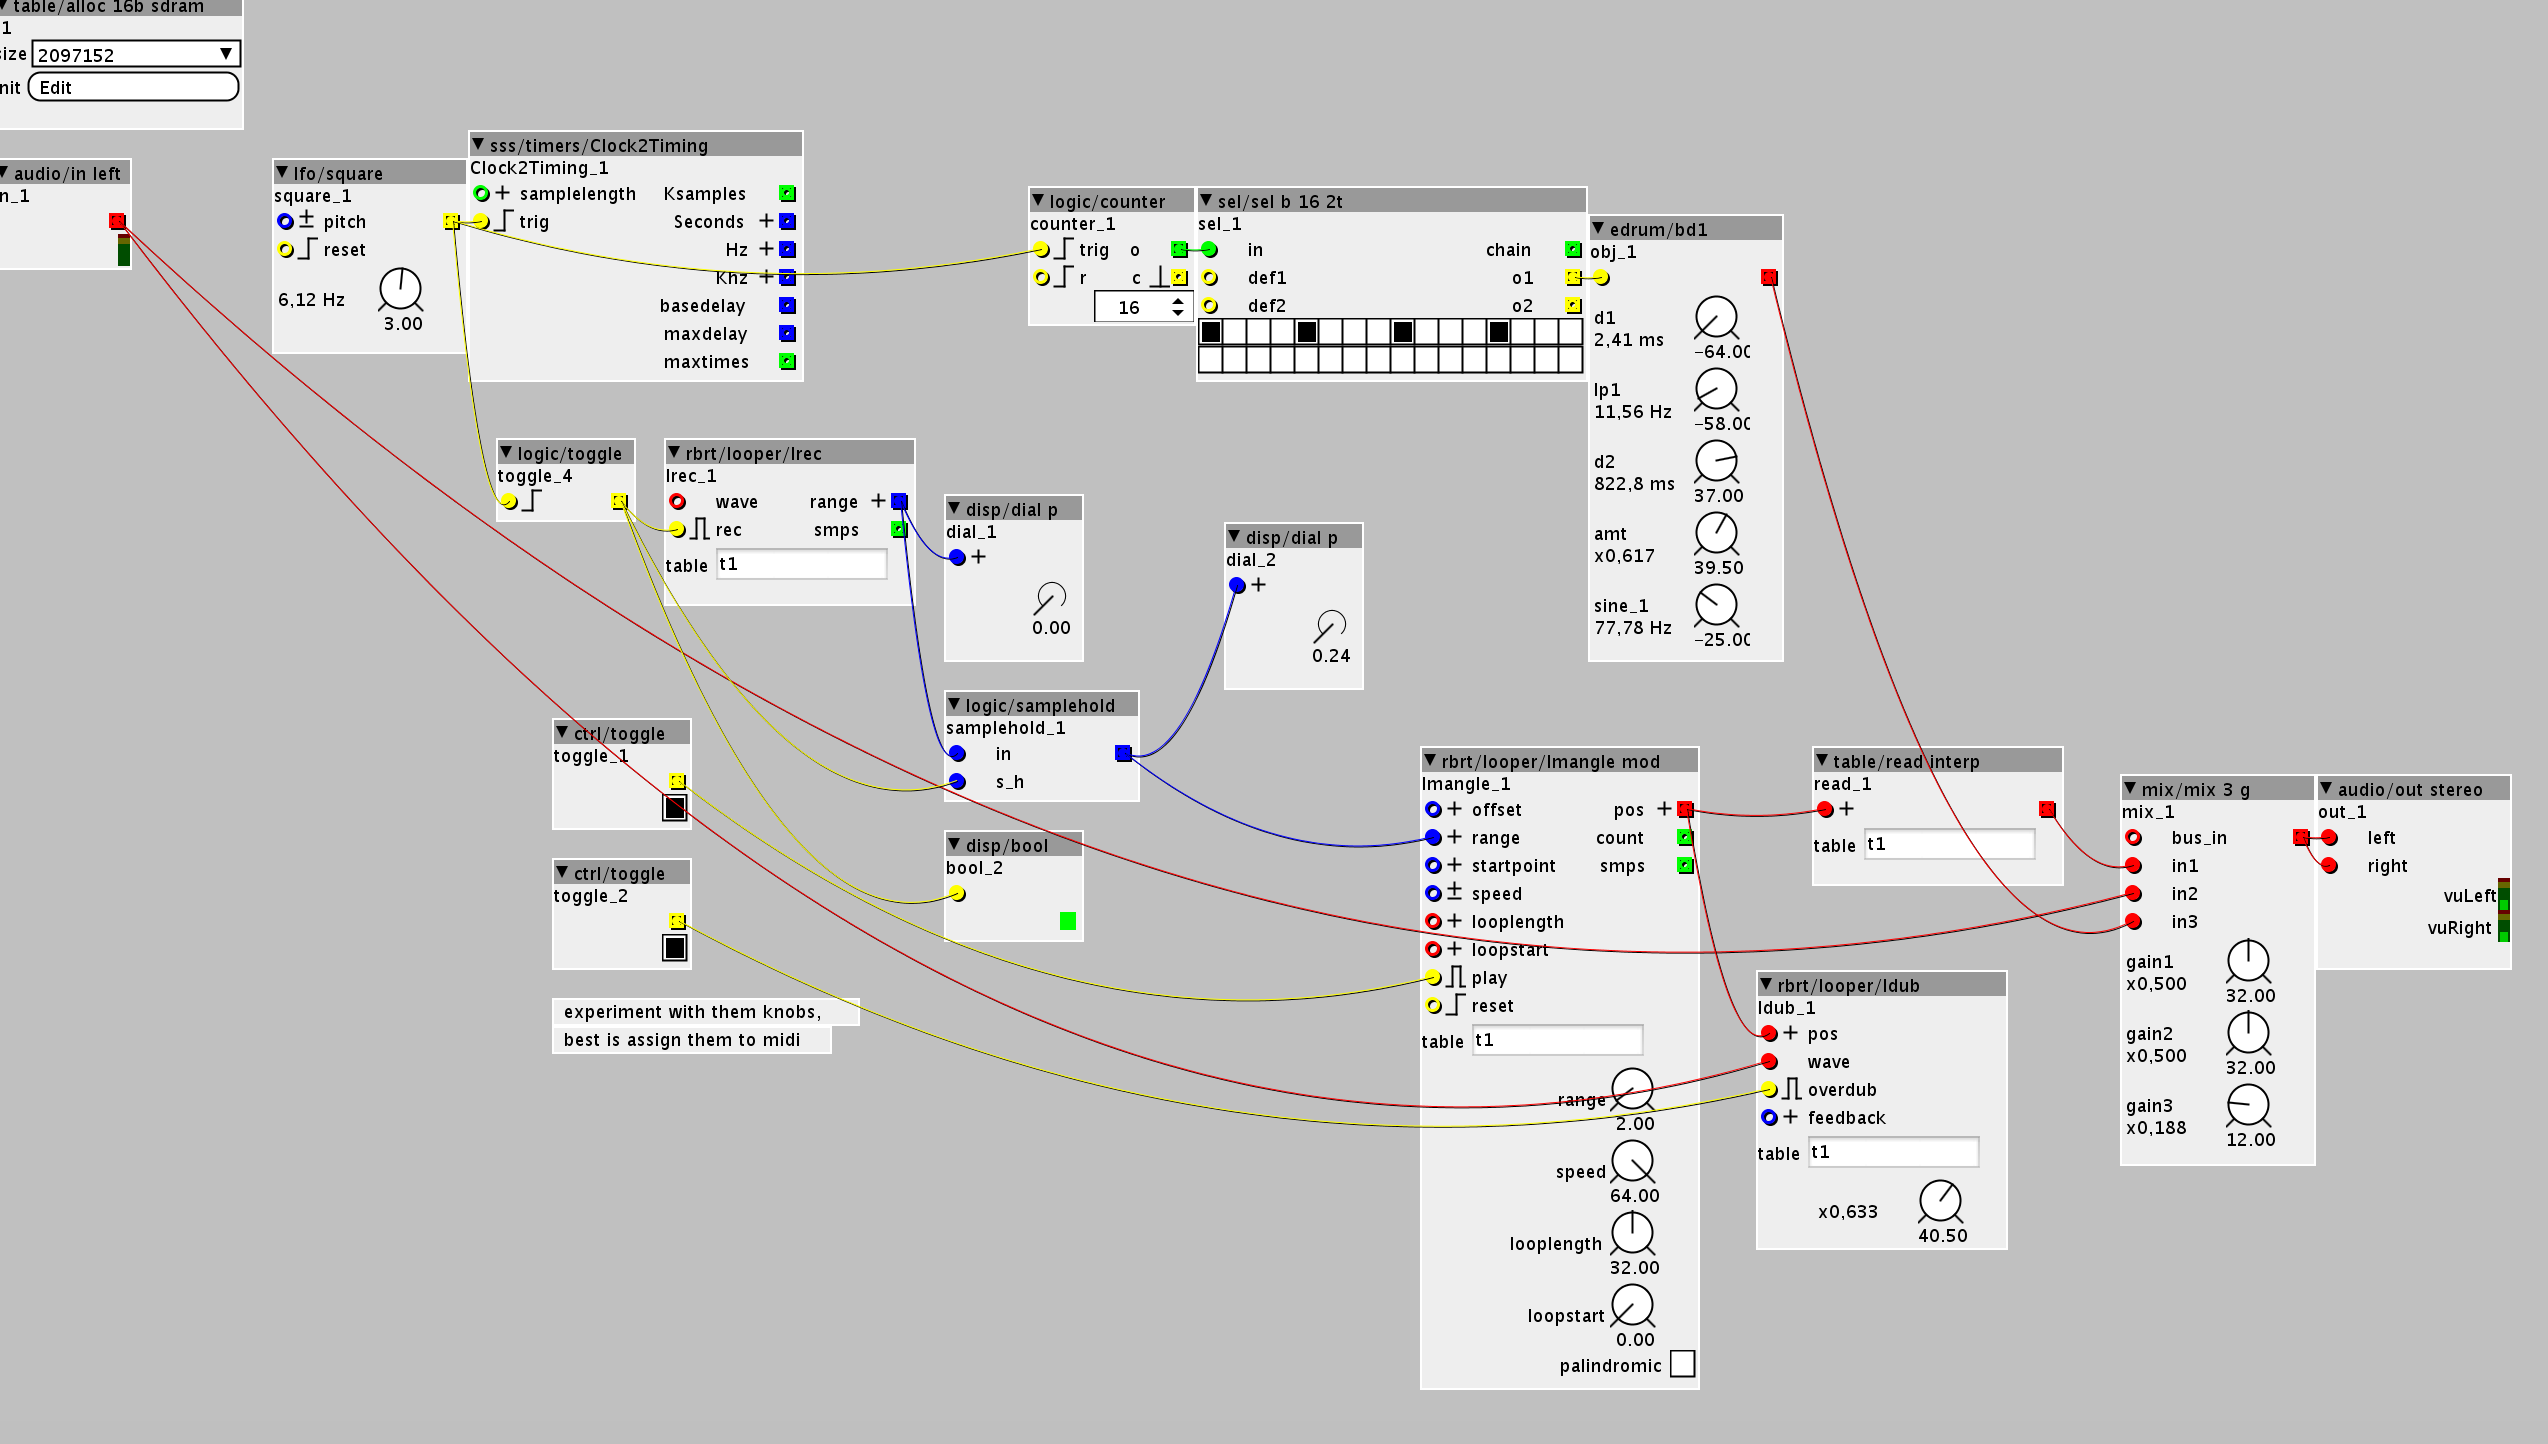 table/alloc 16b sdram
1
size 2097152
nit Edit
audio/in left
n_1
lfo/square
square_1
pitch
reset
6,12 Hz
3.00
sss/timers/Clock2Timing
Clock2Timing_1
samplelength Ksamples
trig Seconds
Hz
Khz
basedelay
maxdelay
maxtimes
logic/counter
counter_1
trig o
r c
16
sel/sel b 16 2t
sel_1
in chain
def1 o1
def2 o2
edrum/bd1
obj_1
d1
2,41 ms
-64.00
lp1
11,56 Hz
-58.00
d2
822,8 ms
37.00
amt
x0,617
39.50
sine_1
77,78 Hz
-25.00
logic/toggle
toggle_4
rbrt/looper/lrec
lrec_1
wave range
rec smps
table t1
disp/dial p
dial_1
0.00
disp/dial p
dial_2
0.24
logic/samplehold
samplehold_1
in
s_h
ctrl/toggle
toggle_1
disp/bool
bool_2
ctrl/toggle
toggle_2
experiment with them knobs,
best is assign them to midi
rbrt/looper/lmangle mod
lmangle_1
offset pos
range count
startpoint smps
speed
looplength
loopstart
play
reset
table t1
range
2.00
speed
64.00
looplength
32.00
loopstart
0.00
palindromic
table/read interp
read_1
table t1
rbrt/looper/ldub
ldub_1
pos
wave
overdub
feedback
table t1
x0,633
40.50
mix/mix 3 g
mix_1
bus_in
in1
in2
in3
gain1
x0,500
32.00
gain2
x0,500
32.00
gain3
x0,188
12.00
audio/out stereo
out_1
left
right
vuLeft
vuRight